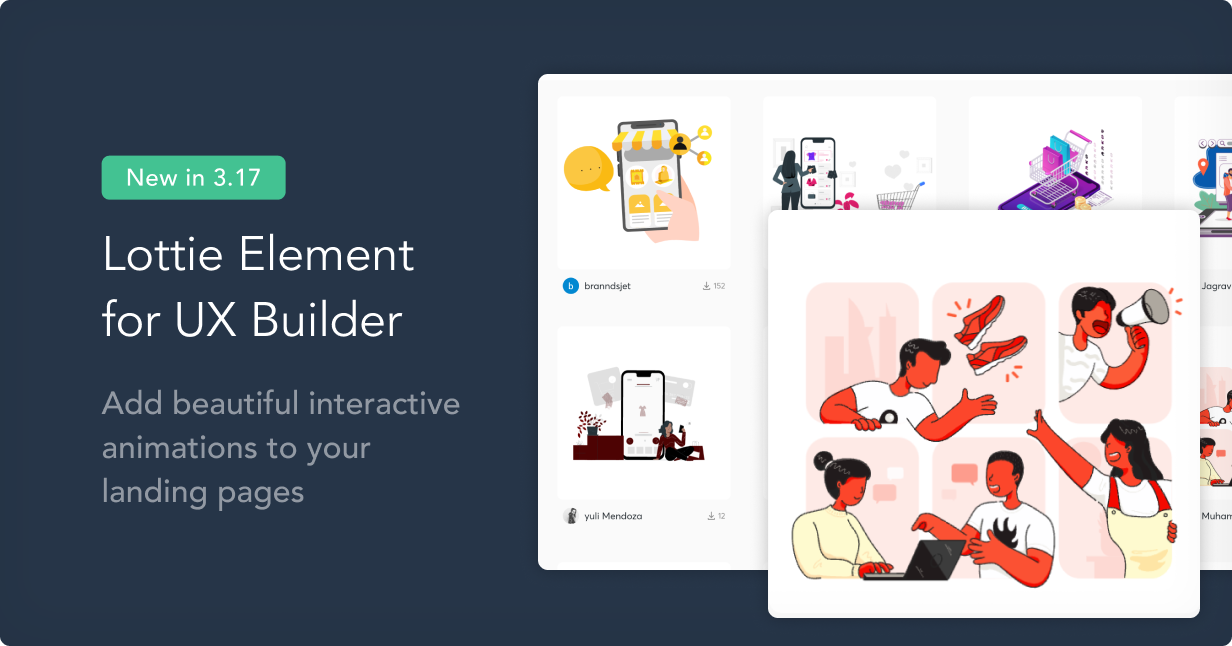 New in 3.17
Lottie Element
for UX Builder
Add beautiful interactive
animations to your
landing pages
b
branndsjet
152
Jagrav
yuli Mendoza
12
Muham